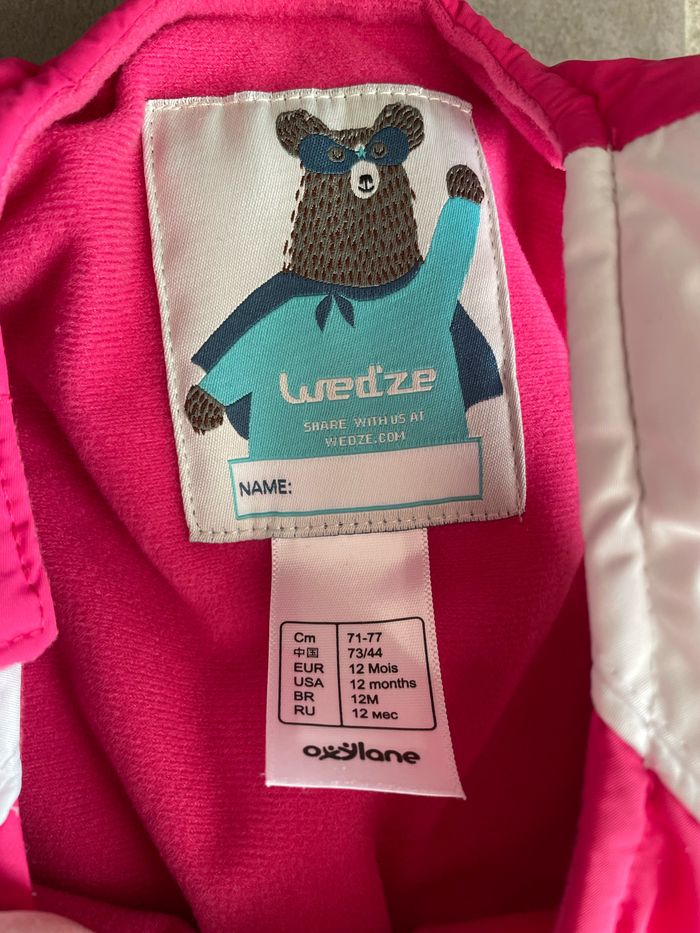 wed'ze
SHARE WITH US AT
WEDZE.COM
NAME:
Cm 71-77
中国 73/44
EUR 12 Mois
USA 12 months
BR 12M
RU 12 мес
oxylane